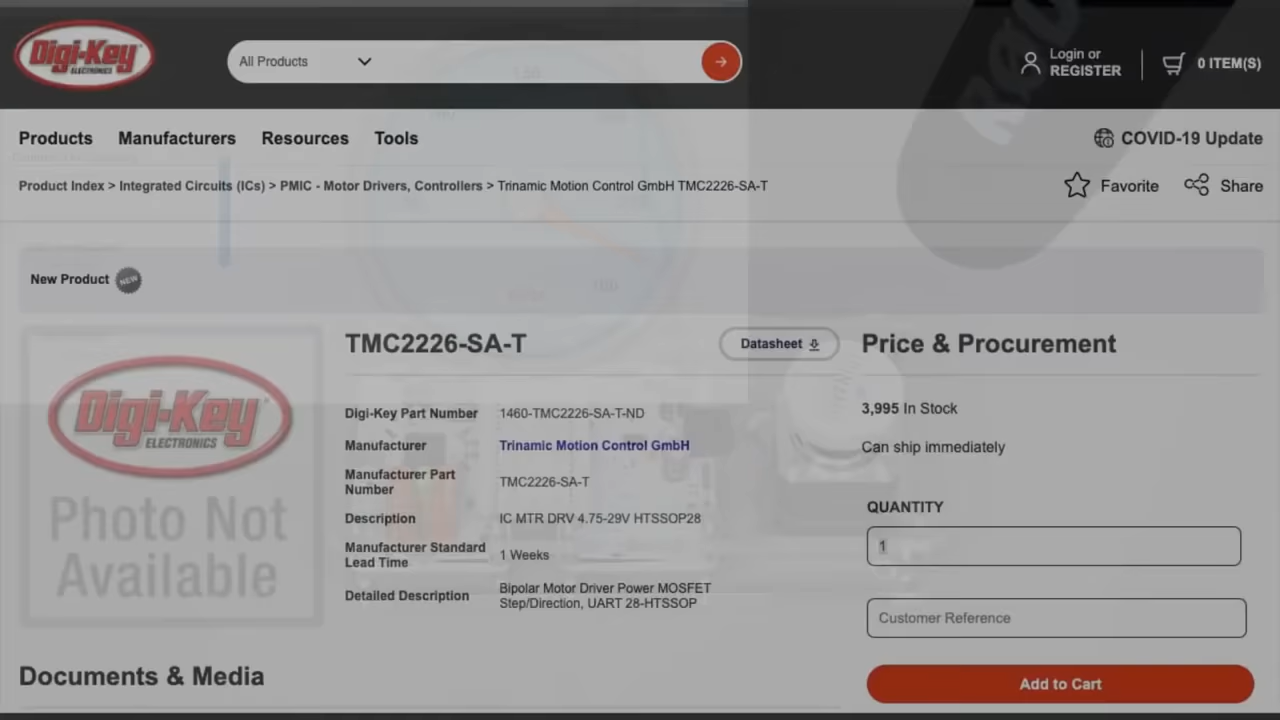 Digi-Key
ELECTRONICS
All Products
Login or
REGISTER
0 ITEM(S)
Products Manufacturers Resources Tools
COVID-19 Update
Product Index > Integrated Circuits (ICs) > PMIC - Motor Drivers, Controllers > Trinamic Motion Control GmbH TMC2226-SA-T
Favorite Share
New Product NEW
Digi-Key
ELECTRONICS
Photo Not
Available
TMC2226-SA-T
Datasheet
Digi-Key Part Number 1460-TMC2226-SA-T-ND
Manufacturer Trinamic Motion Control GmbH
Manufacturer Part
Number
TMC2226-SA-T
Description IC MTR DRV 4.75-29V HTSSOP28
Manufacturer Standard
Lead Time
1 Weeks
Detailed Description
Bipolar Motor Driver Power MOSFET
Step/Direction, UART 28-HTSSOP
Price & Procurement
3,995 In Stock
Can ship immediately
QUANTITY
1
Customer Reference
Add to Cart
Documents & Media